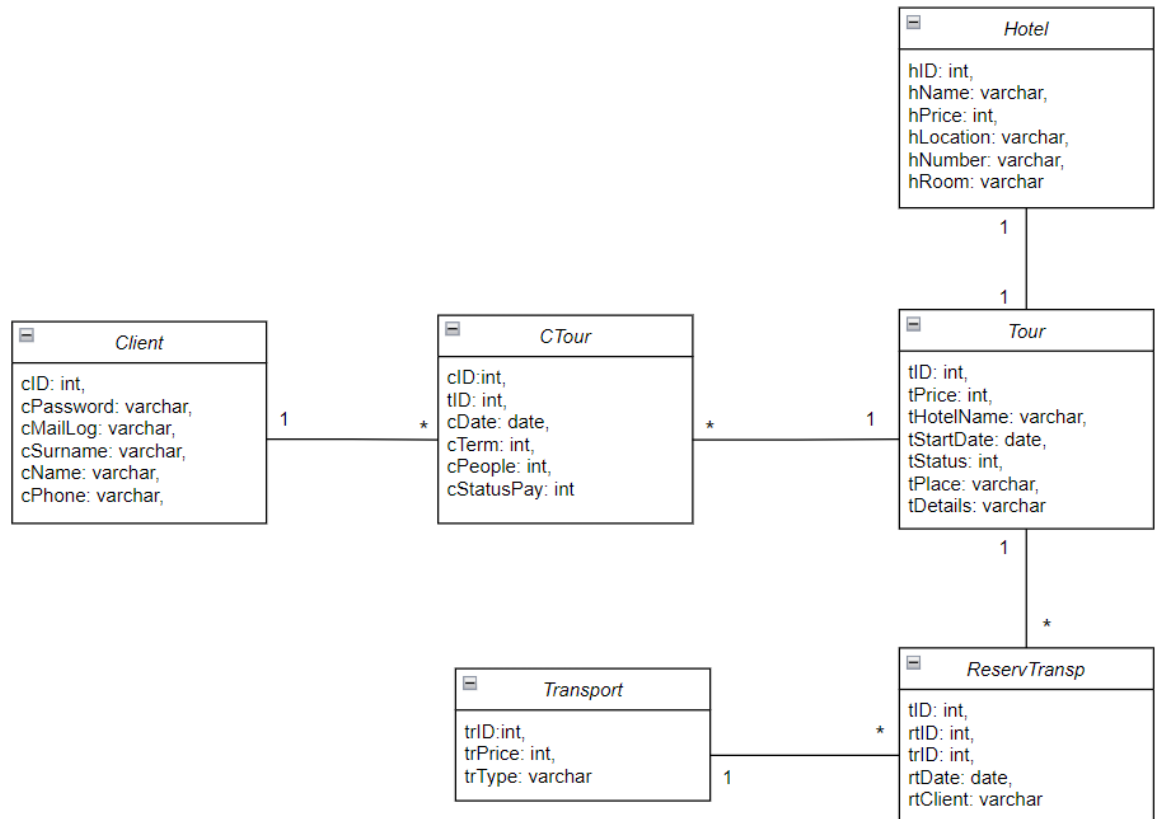 Hotel
hID: int,
hName: varchar,
hPrice: int,
hLocation: varchar,
hNumber: varchar,
hRoom: varchar
1
1
Client
cID: int,
cPassword: varchar,
cMailLog: varchar,
cSurname: varchar,
cName: varchar,
cPhone: varchar,
1
*
CTour
cID:int,
tID: int,
cDate: date,
cTerm: int,
cPeople: int,
cStatusPay: int
*
1
Tour
tID: int,
tPrice: int,
tHotelName: varchar,
tStartDate: date,
tStatus: int,
tPlace: varchar,
tDetails: varchar
1
*
Transport
trID:int,
trPrice: int,
trType: varchar
1
*
ReservTransp
tID: int,
rtID: int,
trID: int,
rtDate: date,
rtClient: varchar